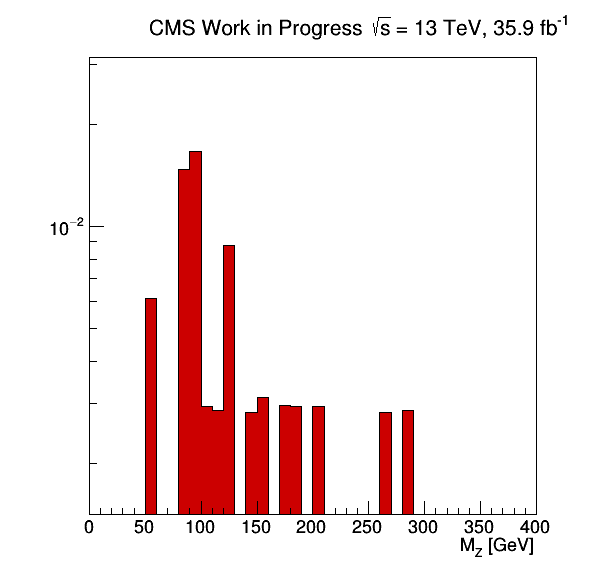 CMS Work in Progress √s = 13 TeV, 35.9 fb⁻¹
10⁻²
0 50 100 150 200 250 300 350 400
M_Z [GeV]